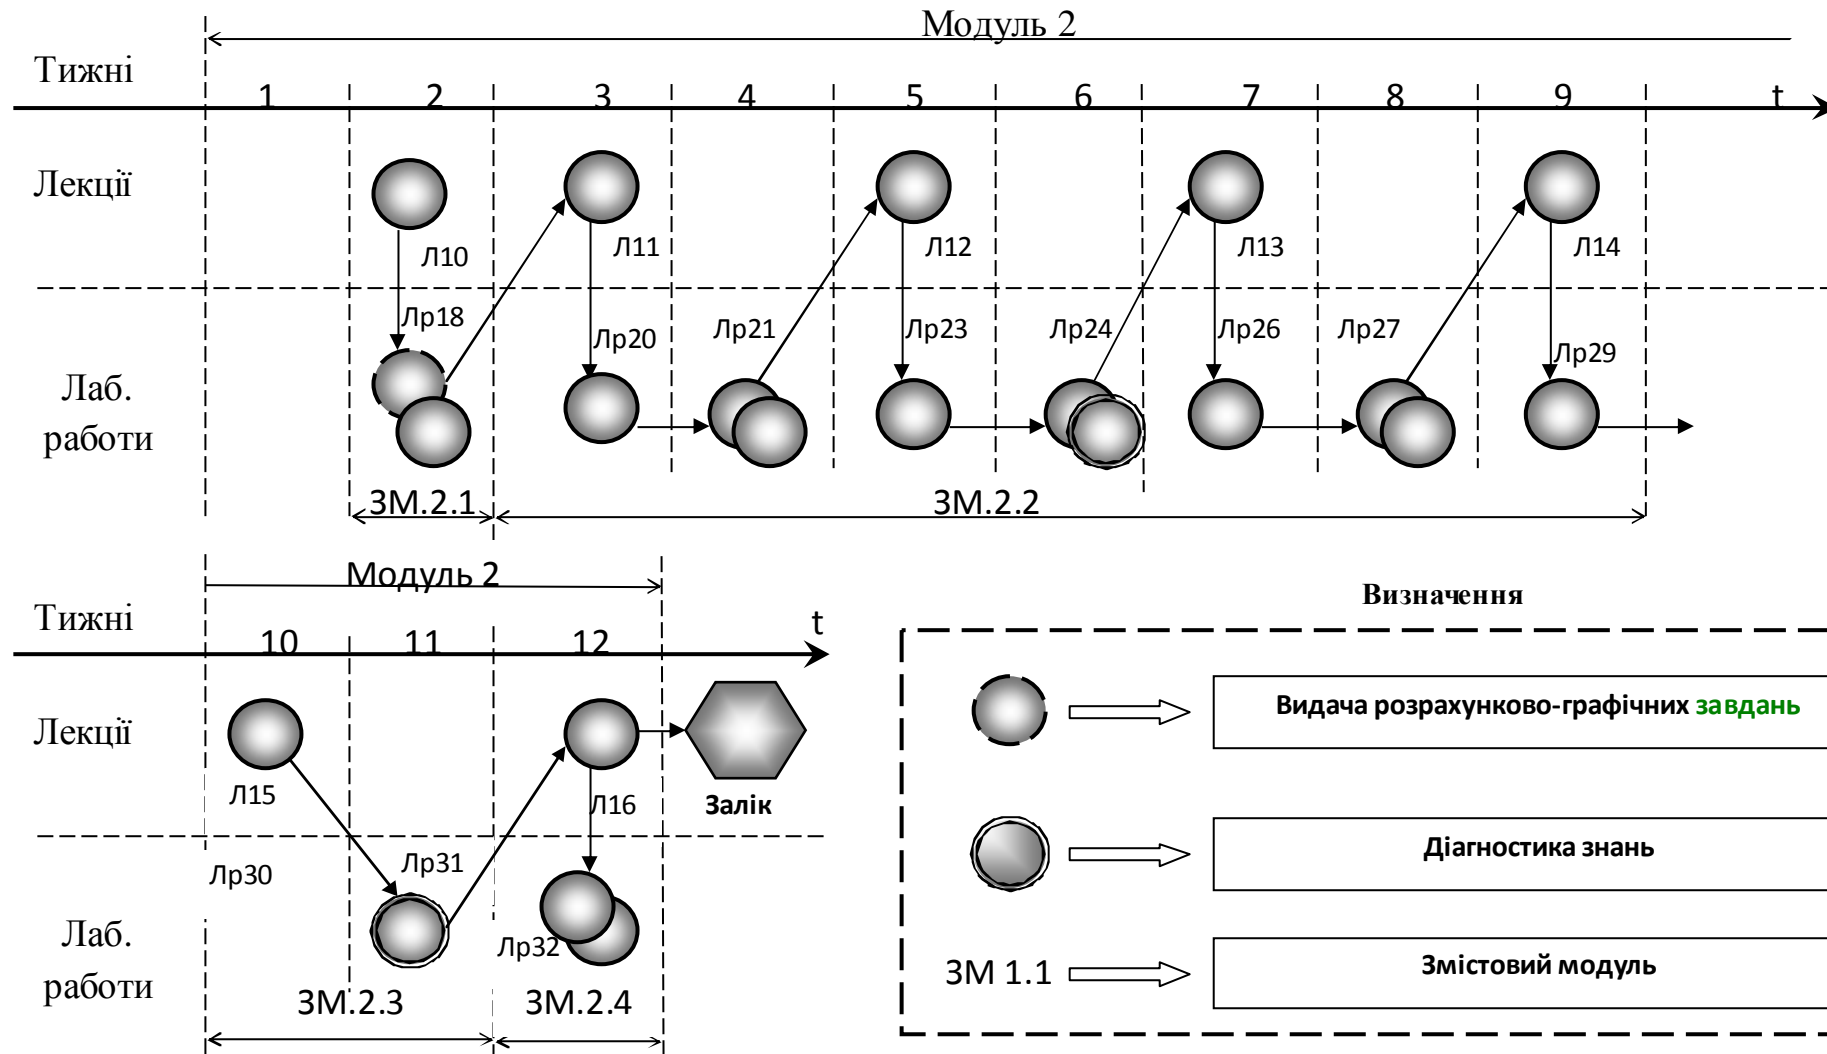 Модуль 2
Тижні
1 2 3 4 5 6 7 8 9 t
Лекції
Л10 Л11 Л12 Л13 Л14
Лр18 Лр20 Лр21 Лр23 Лр24 Лр26 Лр27 Лр29
Лаб.
работи
ЗМ.2.1 ЗМ.2.2
Модуль 2
Тижні
10 11 12 t
Лекції
Л15 Л16
Залік
Лр30 Лр31
Лаб.
работи
Лр32
ЗМ.2.3 ЗМ.2.4
Визначення
Видача розрахунково-графічних завдань
Діагностика знань
ЗМ 1.1
Змістовий модуль